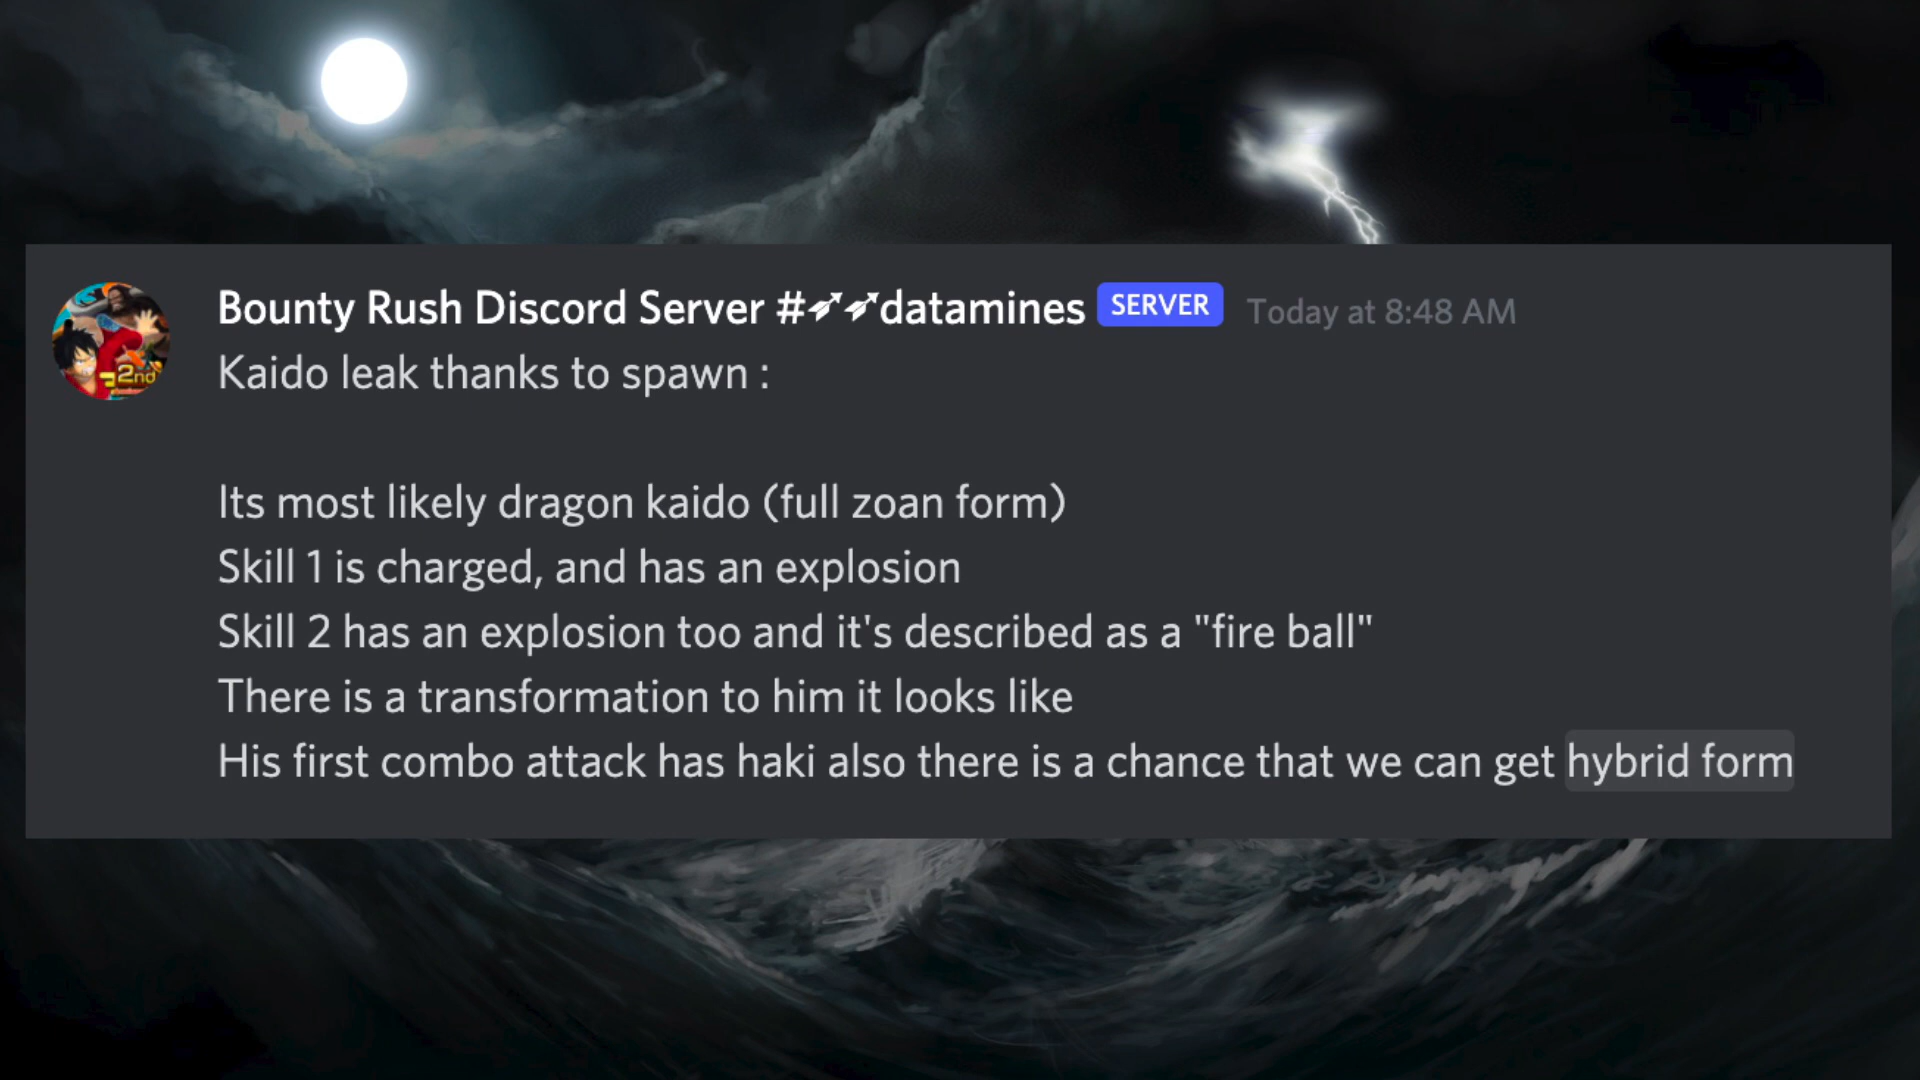 Bounty Rush Discord Server #➶➶datamines SERVER Today at 8:48 AM
Kaido leak thanks to spawn :
Its most likely dragon kaido (full zoan form)
Skill 1 is charged, and has an explosion
Skill 2 has an explosion too and it's described as a "fire ball"
There is a transformation to him it looks like
His first combo attack has haki also there is a chance that we can get hybrid form
2nd